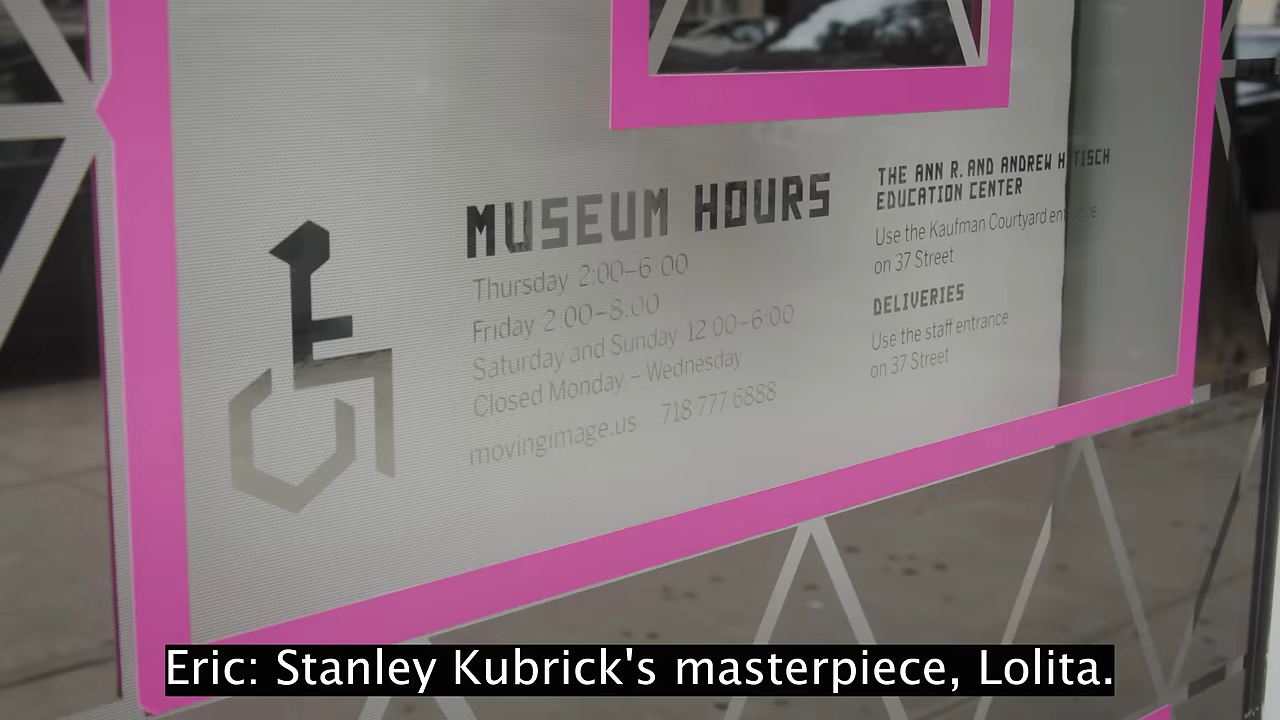 MUSEUM HOURS
Thursday 2:00–6:00
Friday 2:00–8:00
Saturday and Sunday 12:00–6:00
Closed Monday – Wednesday
movingimage.us 718 777 6888
THE ANN R. AND ANDREW H. TISCH
EDUCATION CENTER
Use the Kaufman Courtyard entrance
on 37 Street
DELIVERIES
Use the staff entrance
on 37 Street
Eric: Stanley Kubrick's masterpiece, Lolita.